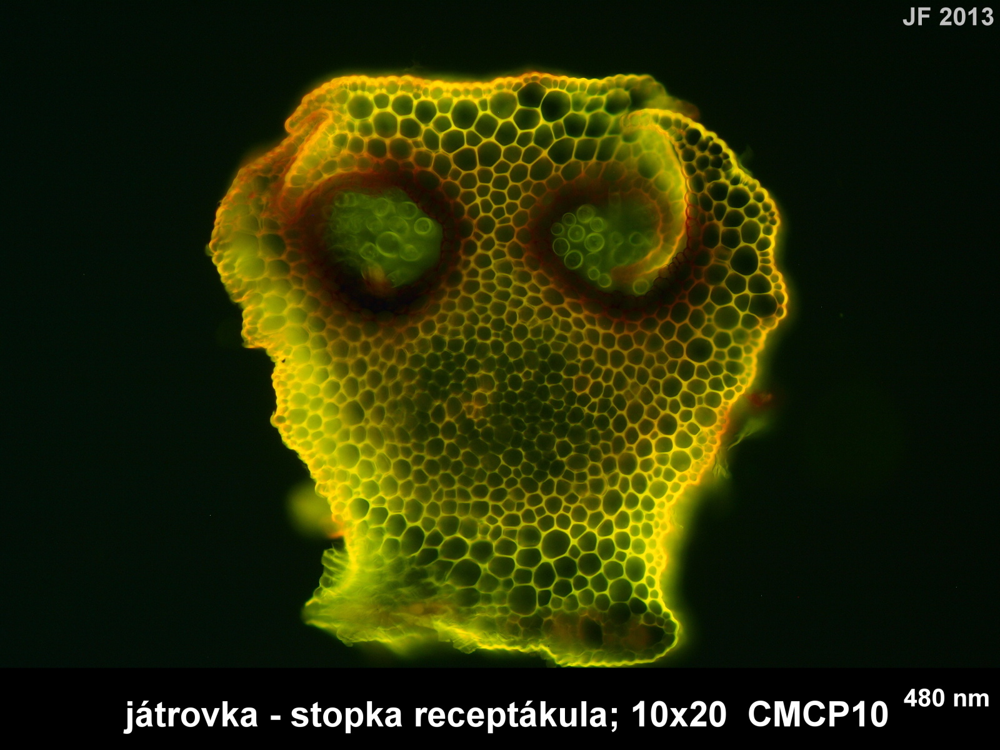 JF 2013
játrovka - stopka receptákula; 10x20 CMCP10
480 nm